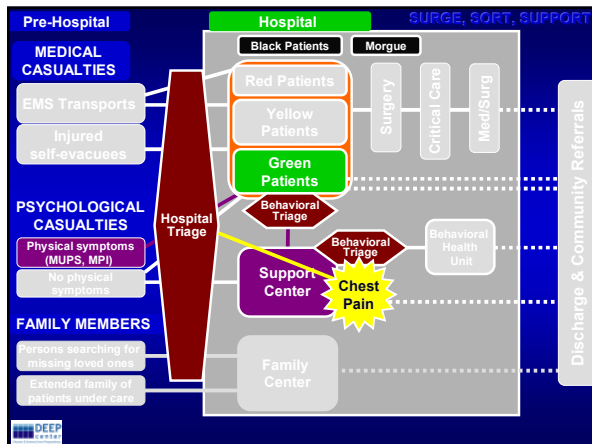 Pre-Hospital
Hospital
SURGE, SORT, SUPPORT
MEDICAL
CASUALTIES
EMS Transports
Injured
self-evacuees
PSYCHOLOGICAL
CASUALTIES
Physical symptoms
(MUPS, MPI)
No physical
symptoms
FAMILY MEMBERS
Persons searching for
missing loved ones
Extended family of
patients under care
Hospital
Triage
Black Patients
Morgue
Red Patients
Yellow
Patients
Green
Patients
Behavioral
Triage
Behavioral
Triage
Support
Center
Chest
Pain
Family
Center
Surgery
Critical Care
Med/Surg
Behavioral
Health
Unit
Discharge & Community Referrals
DEEP
center